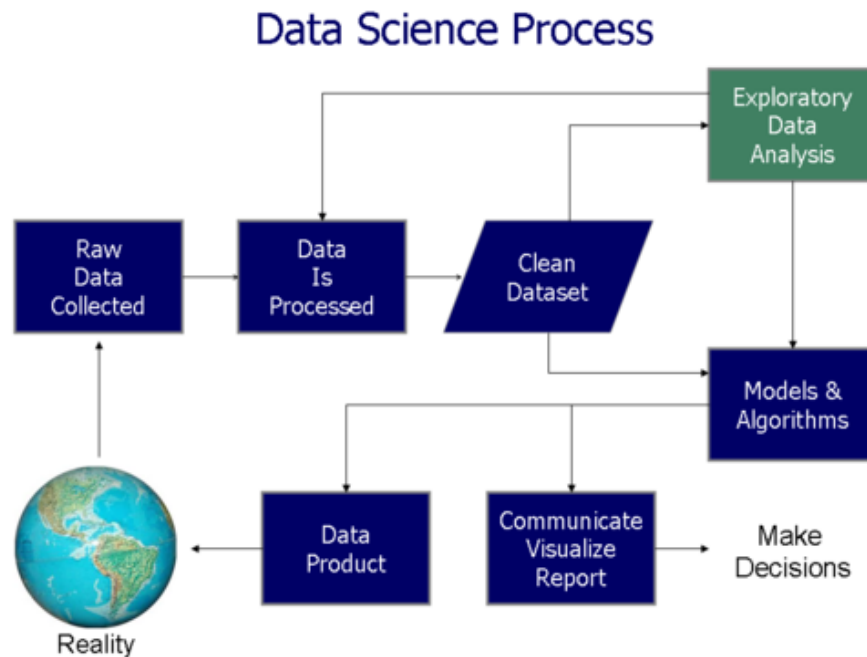 Data Science Process
Exploratory
Data
Analysis
Raw
Data
Collected
Data
Is
Processed
Clean
Dataset
Models &
Algorithms
Data
Product
Communicate
Visualize
Report
Make
Decisions
Reality